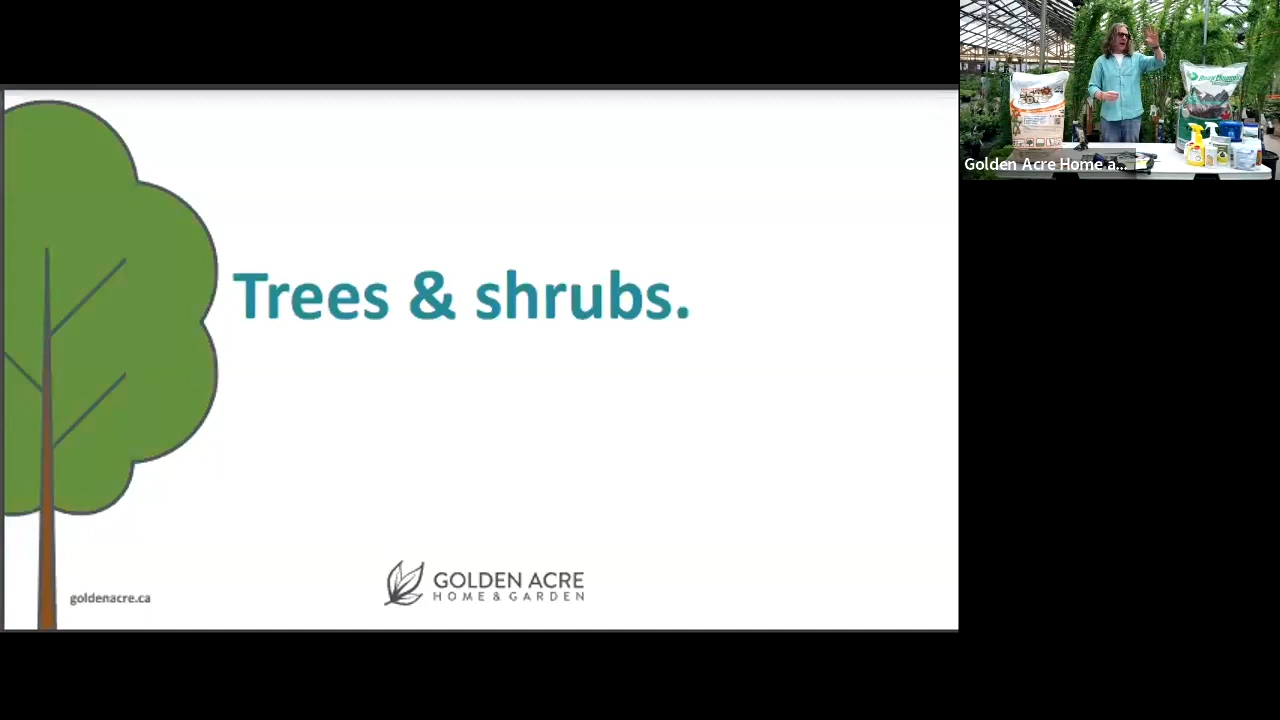 Trees & shrubs.
goldenacre.ca
GOLDEN ACRE
HOME & GARDEN
Golden Acre Home a...